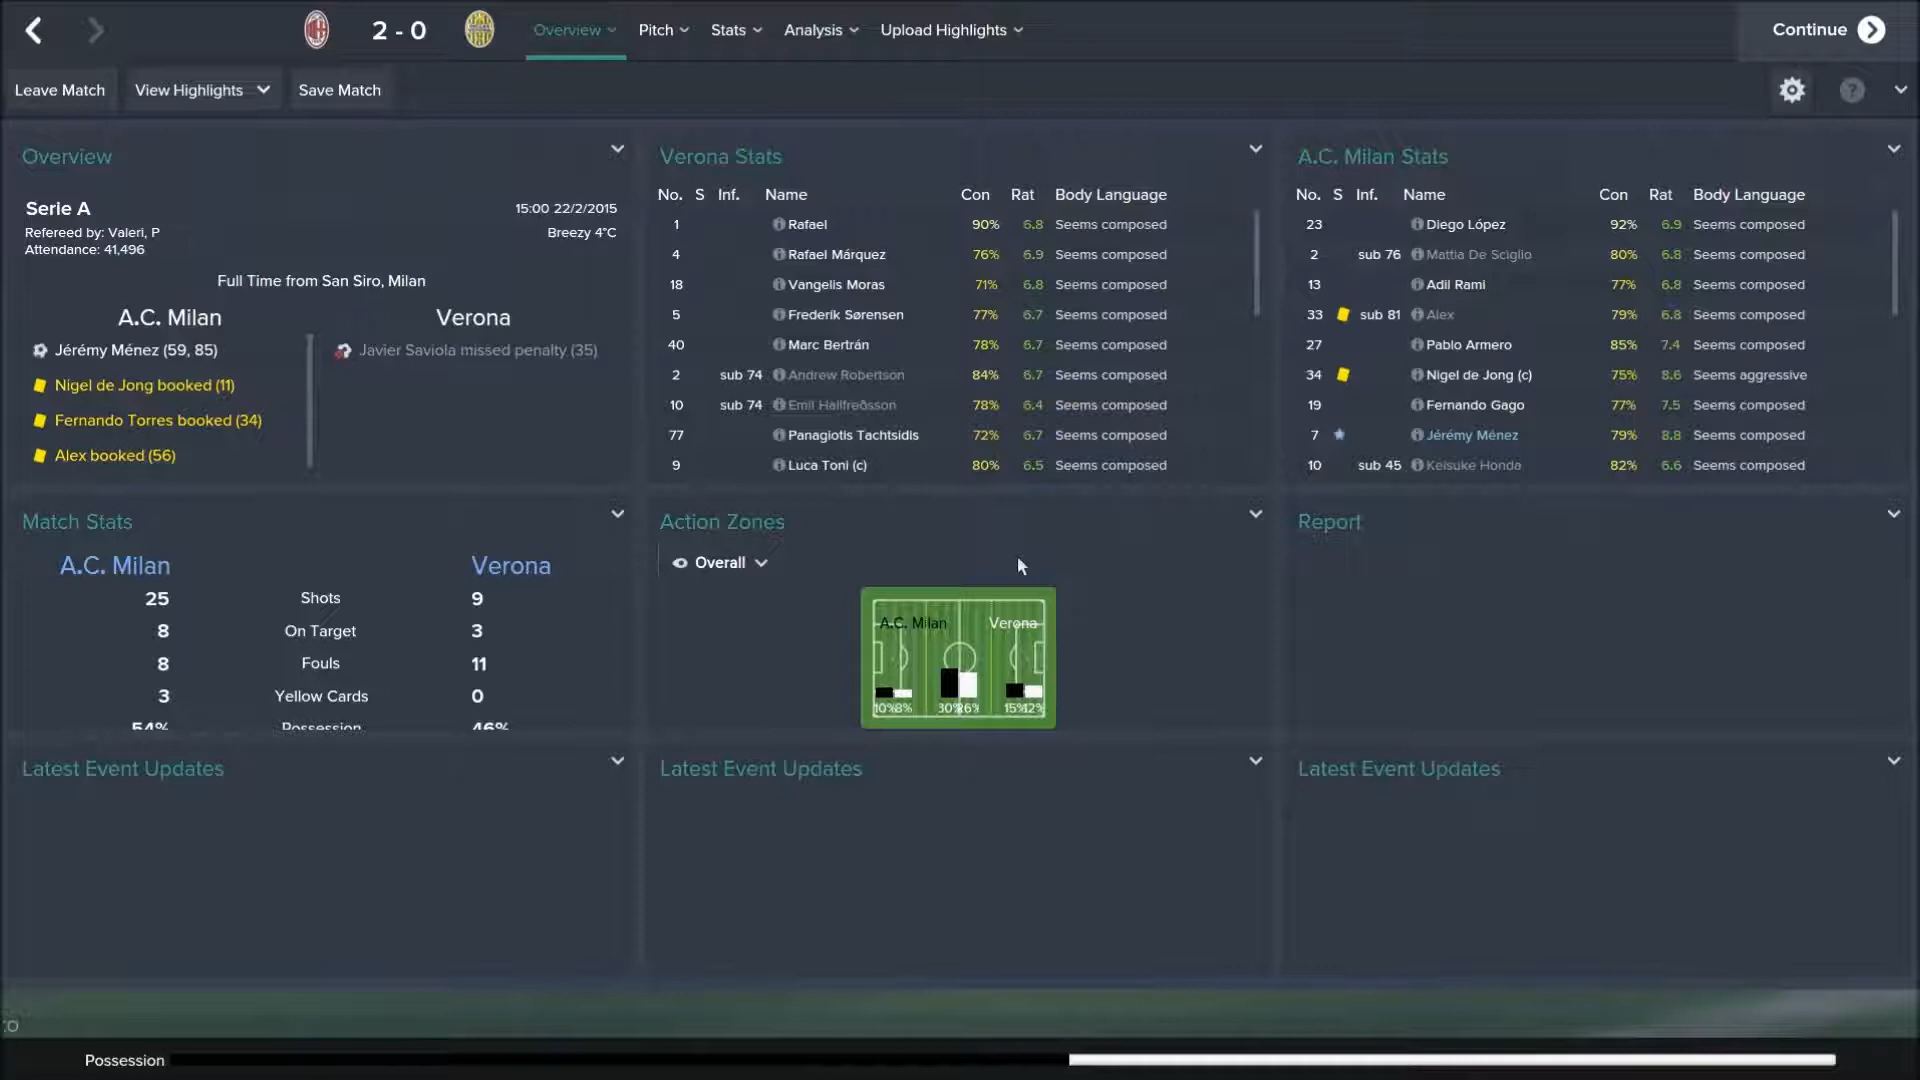 2 - 0
Overview
Pitch
Stats
Analysis
Upload Highlights
Continue
Leave Match
View Highlights
Save Match
?
Overview
Serie A
15:00 22/2/2015
Refereed by: Valeri, P
Breezy 4°C
Attendance: 41,496
Full Time from San Siro, Milan
A.C. Milan
Verona
Jérémy Ménez (59, 85)
Javier Saviola missed penalty (35)
Nigel de Jong booked (11)
Fernando Torres booked (34)
Alex booked (56)
Verona Stats
No. S Inf. Name Con Rat Body Language
1 Rafael 90% 6.8 Seems composed
4 Rafael Márquez 76% 6.9 Seems composed
18 Vangelis Moras 71% 6.8 Seems composed
5 Frederik Sørensen 77% 6.7 Seems composed
40 Marc Bertrán 78% 6.7 Seems composed
2 sub 74 Andrew Robertson 84% 6.7 Seems composed
10 sub 74 Emil Hallfreðsson 78% 6.4 Seems composed
77 Panagiotis Tachtsidis 72% 6.7 Seems composed
9 Luca Toni (c) 80% 6.5 Seems composed
A.C. Milan Stats
No. S Inf. Name Con Rat Body Language
23 Diego López 92% 6.9 Seems composed
2 sub 76 Mattia De Sciglio 80% 6.8 Seems composed
13 Adil Rami 77% 6.8 Seems composed
33 sub 81 Alex 79% 6.8 Seems composed
27 Pablo Armero 85% 7.4 Seems composed
34 Nigel de Jong (c) 75% 8.6 Seems aggressive
19 Fernando Gago 77% 7.5 Seems composed
7 Jérémy Ménez 79% 8.8 Seems composed
10 sub 45 Keisuke Honda 82% 6.6 Seems composed
Match Stats
A.C. Milan Verona
25 Shots 9
8 On Target 3
8 Fouls 11
3 Yellow Cards 0
54% Possession 46%
Action Zones
Overall
A.C. Milan Verona
10% 8% 30% 26% 15% 12%
Report
Latest Event Updates
Latest Event Updates
Latest Event Updates
Possession